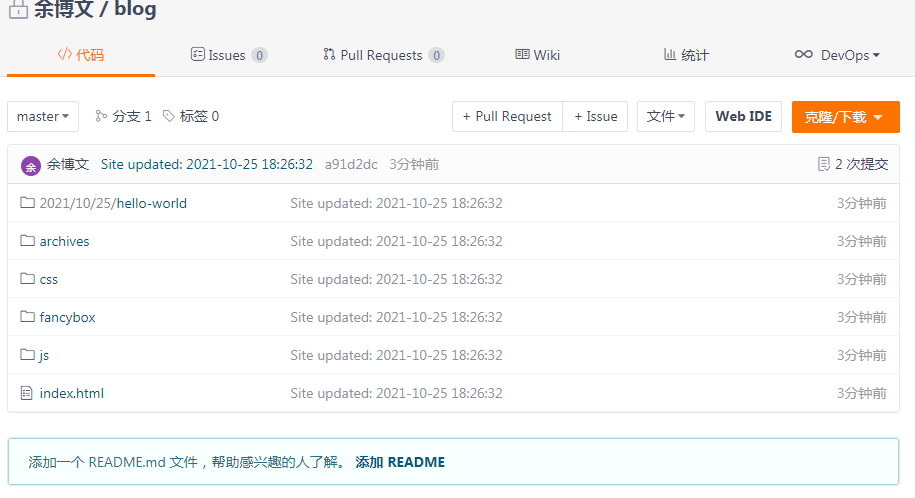 余博文 / blog
代码 Issues 0 Pull Requests 0 Wiki 统计 DevOps
master 分支 1 标签 0 + Pull Request + Issue 文件 Web IDE 克隆/下载
余 余博文 Site updated: 2021-10-25 18:26:32 a91d2dc 3分钟前 2 次提交
2021/10/25/hello-world Site updated: 2021-10-25 18:26:32 3分钟前
archives Site updated: 2021-10-25 18:26:32 3分钟前
css Site updated: 2021-10-25 18:26:32 3分钟前
fancybox Site updated: 2021-10-25 18:26:32 3分钟前
js Site updated: 2021-10-25 18:26:32 3分钟前
index.html Site updated: 2021-10-25 18:26:32 3分钟前
添加一个 README.md 文件，帮助感兴趣的人了解。 添加 README